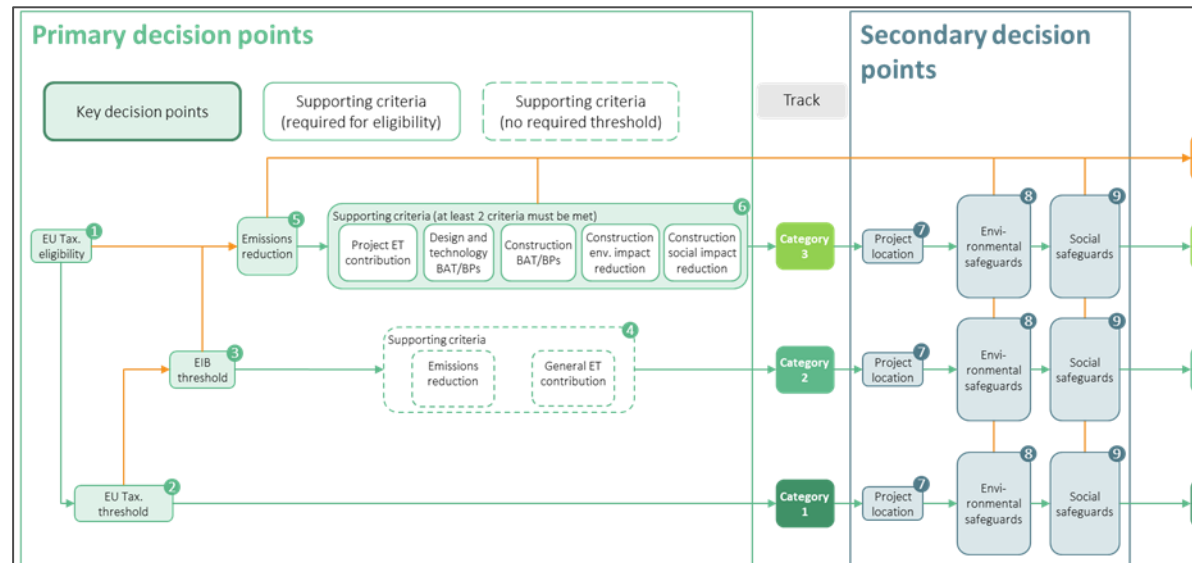 Primary decision points
Secondary decision
points
Key decision points
Supporting criteria
(required for eligibility)
Supporting criteria
(no required threshold)
Track
EU Tax.
eligibility
1
Emissions
reduction
5
Supporting criteria (at least 2 criteria must be met)
6
Project ET
contribution
Design and
technology
BAT/BPs
Construction
BAT/BPs
Construction
env. impact
reduction
Construction
social impact
reduction
Category
3
Project
location
7
Envi-
ronmental
safeguards
8
Social
safeguards
9
EIB
threshold
3
Supporting criteria
4
Emissions
reduction
General ET
contribution
Category
2
Project
location
7
Envi-
ronmental
safeguards
8
Social
safeguards
9
EU Tax.
threshold
2
Category
1
Project
location
7
Envi-
ronmental
safeguards
8
Social
safeguards
9